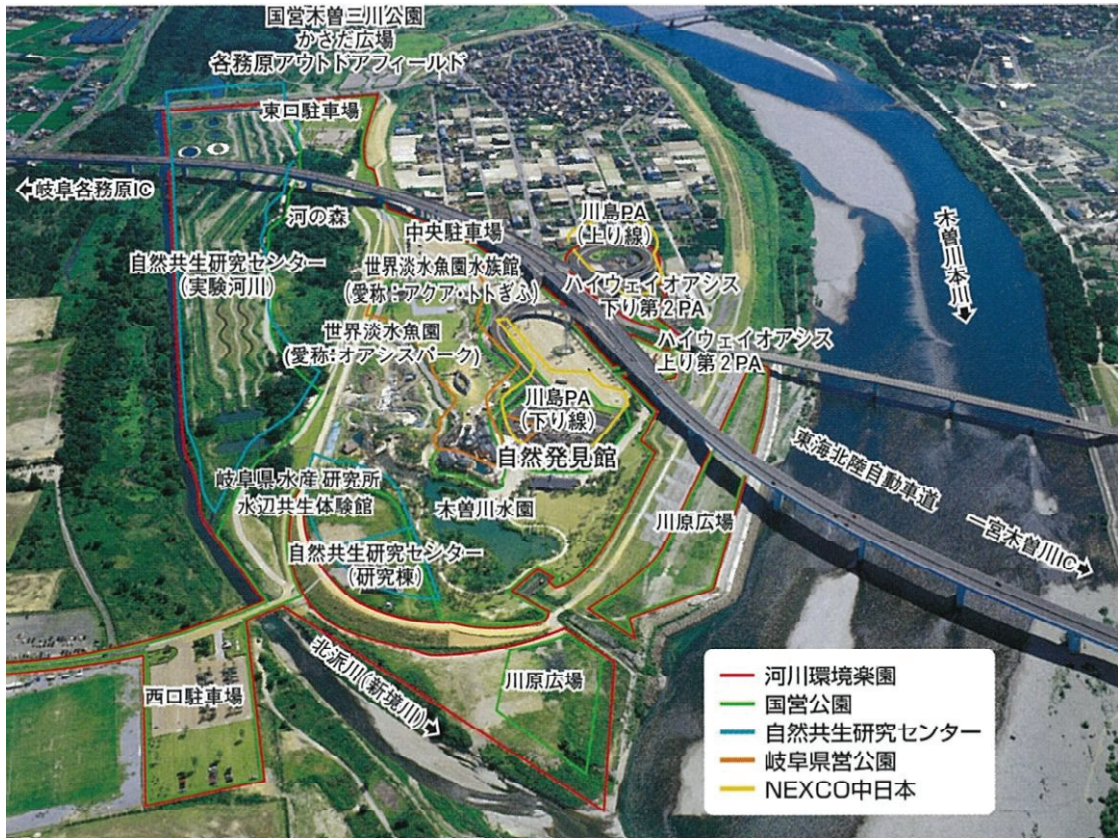 国営木曽三川公園
かさだ広場
各務原アウトドアフィールド
東口駐車場
←岐阜各務原IC
河の森
中央駐車場
川島PA
(上り線)
自然共生研究センター
(実験河川)
世界淡水魚園水族館
(愛称:アクア・トトぎふ)
ハイウェイオアシス
下り第2PA
木曽川本川→
世界淡水魚園
(愛称:オアシスパーク)
ハイウェイオアシス
上り第2PA
川島PA
(下り線)
自然発見館
東海北陸自動車道
岐阜県水産研究所
水辺共生体験館
木曽川水園
川原広場
一宮木曽川IC→
自然共生研究センター
(研究棟)
北派川(新境川)→
川原広場
西口駐車場
河川環境楽園
国営公園
自然共生研究センター
岐阜県営公園
NEXCO中日本